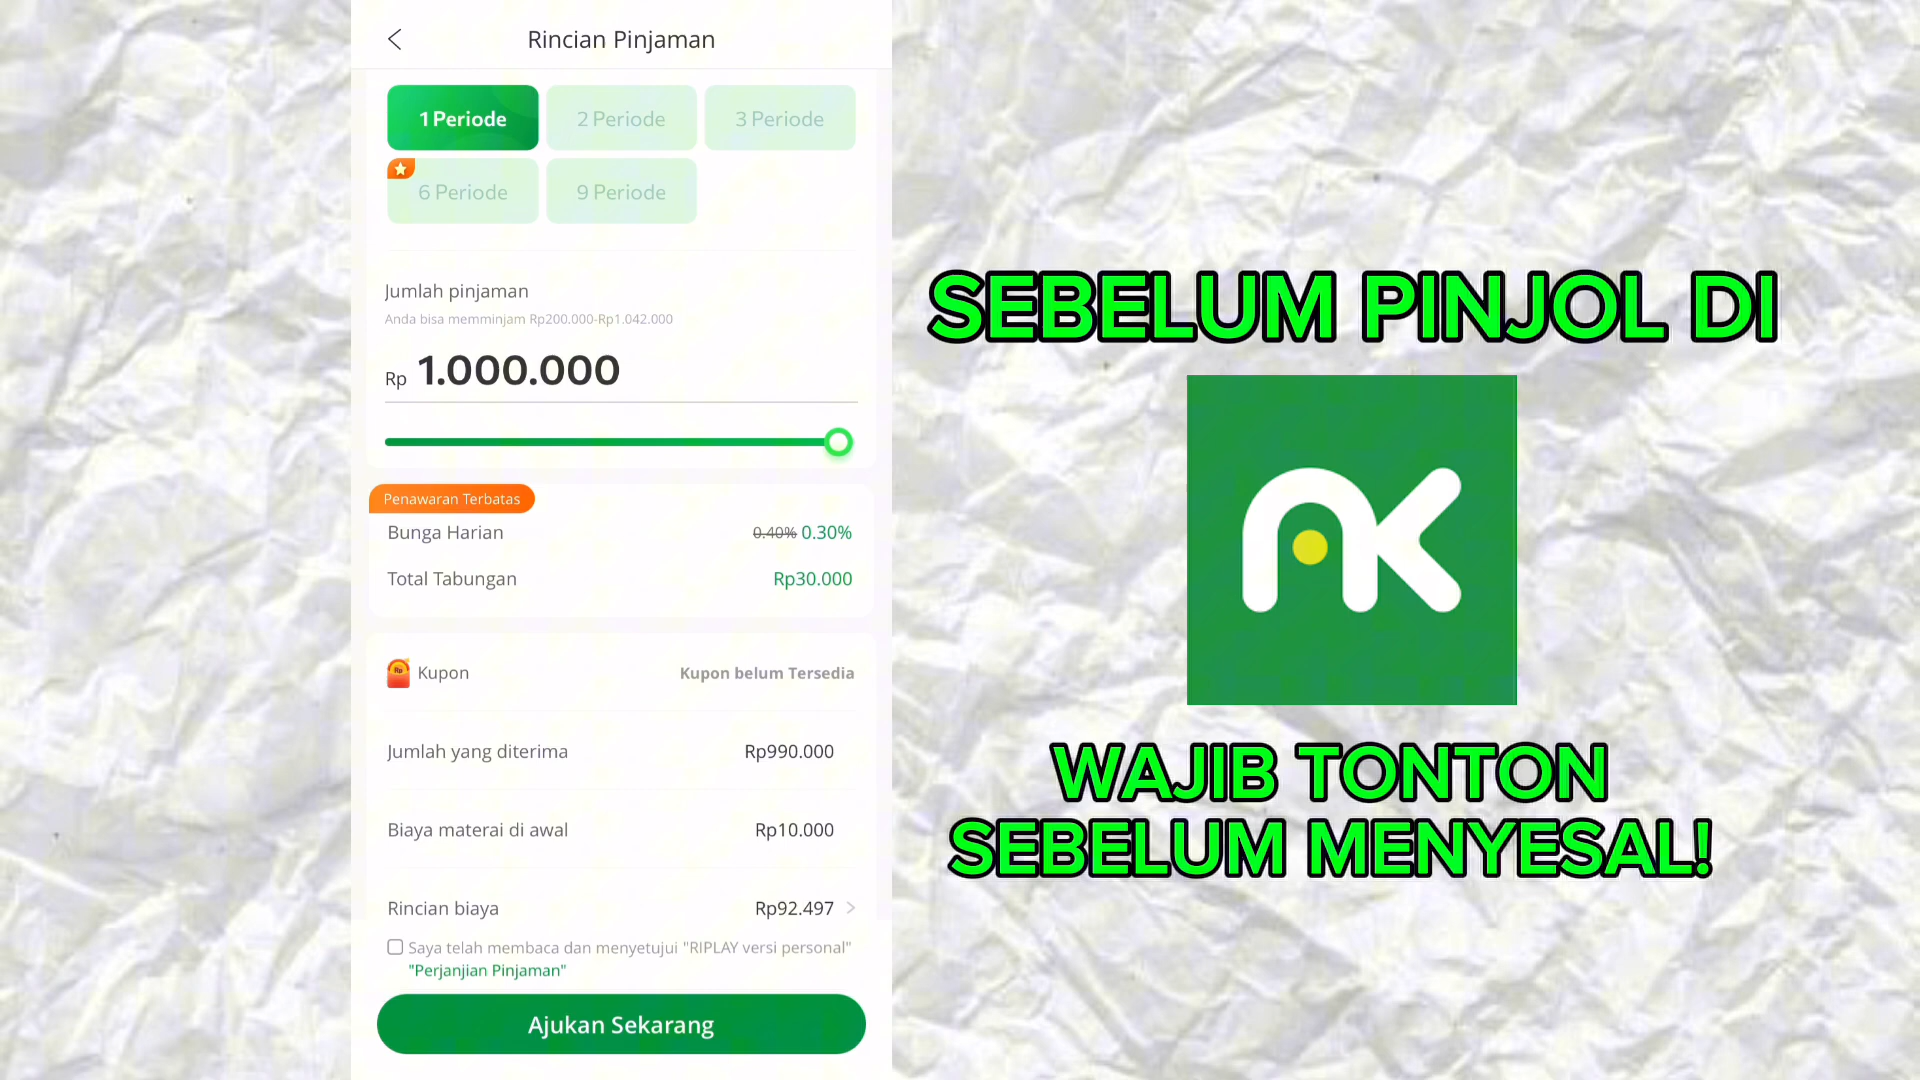 Rincian Pinjaman
1 Periode
2 Periode
3 Periode
6 Periode
9 Periode
Jumlah pinjaman
Anda bisa memminjam Rp200.000-Rp1.042.000
Rp 1.000.000
Penawaran Terbatas
Bunga Harian 0.40% 0.30%
Total Tabungan Rp30.000
Rp Kupon Kupon belum Tersedia
Jumlah yang diterima Rp990.000
Biaya materai di awal Rp10.000
Rincian biaya Rp92.497
Saya telah membaca dan menyetujui "RIPLAY versi personal"
"Perjanjian Pinjaman"
Ajukan Sekarang
SEBELUM PINJOL DI
AK
WAJIB TONTON
SEBELUM MENYESAL!